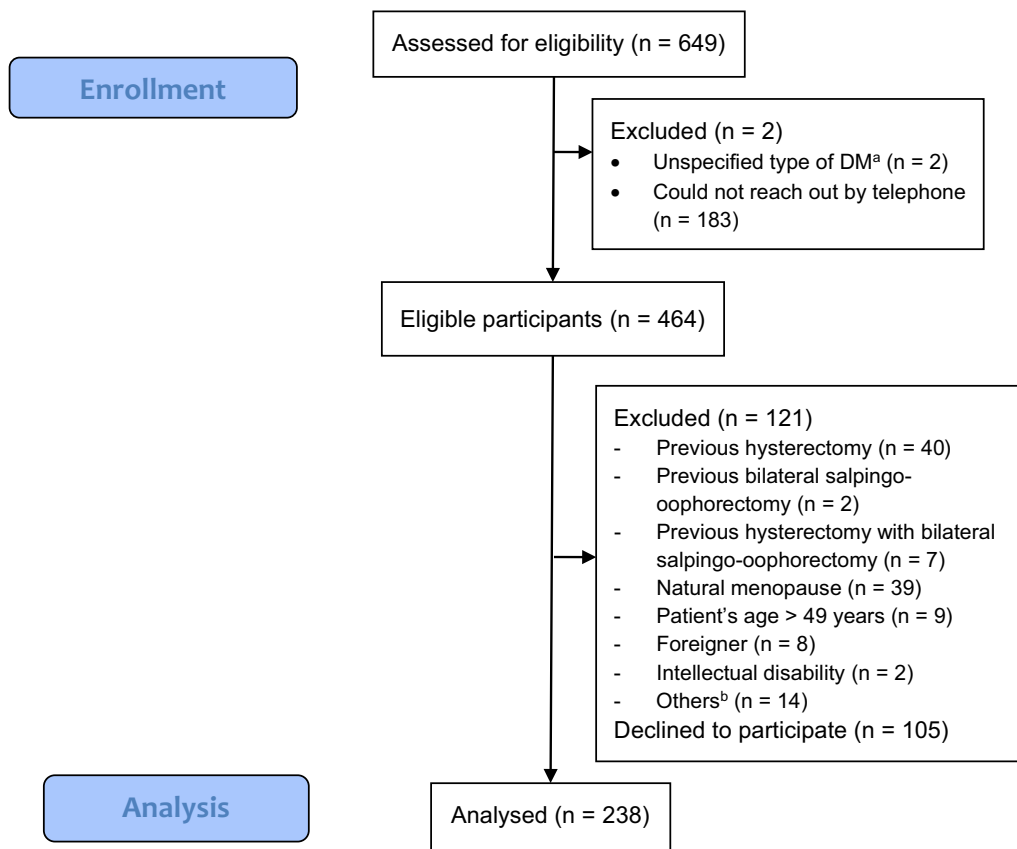 Assessed for eligibility (n = 649)
Enrollment
Excluded (n = 2)
• Unspecified type of DMᵃ (n = 2)
• Could not reach out by telephone
(n = 183)
Eligible participants (n = 464)
Excluded (n = 121)
- Previous hysterectomy (n = 40)
- Previous bilateral salpingo-
oophorectomy (n = 2)
- Previous hysterectomy with bilateral
salpingo-oophorectomy (n = 7)
- Natural menopause (n = 39)
- Patient’s age > 49 years (n = 9)
- Foreigner (n = 8)
- Intellectual disability (n = 2)
- Othersᵇ (n = 14)
Declined to participate (n = 105)
Analysis
Analysed (n = 238)